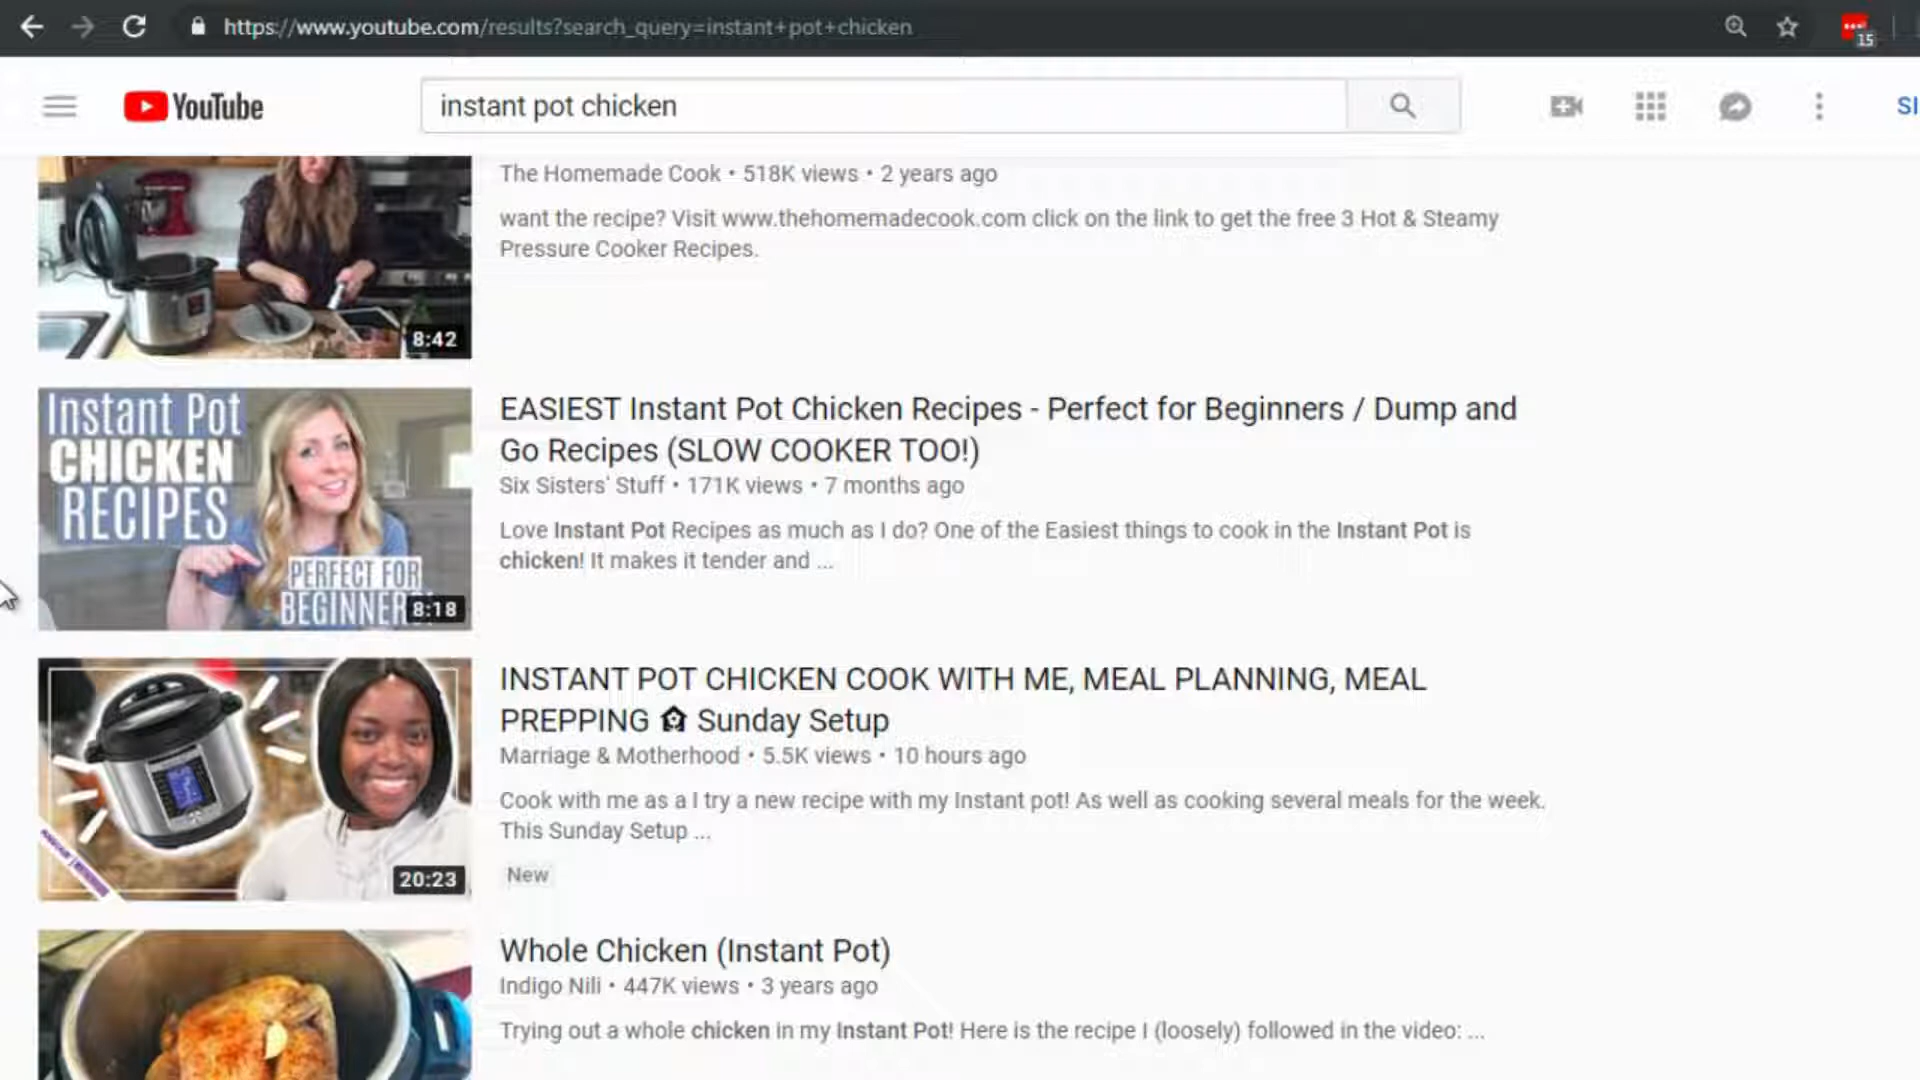 https://www.youtube.com/results?search_query=instant+pot+chicken
15
YouTube
instant pot chicken
SI
The Homemade Cook • 518K views • 2 years ago
want the recipe? Visit www.thehomemadecook.com click on the link to get the free 3 Hot & Steamy
Pressure Cooker Recipes.
8:42
Instant Pot
CHICKEN
RECIPES
PERFECT FOR
BEGINNER
8:18
EASIEST Instant Pot Chicken Recipes - Perfect for Beginners / Dump and
Go Recipes (SLOW COOKER TOO!)
Six Sisters' Stuff • 171K views • 7 months ago
Love Instant Pot Recipes as much as I do? One of the Easiest things to cook in the Instant Pot is
chicken! It makes it tender and ...
20:23
INSTANT POT CHICKEN COOK WITH ME, MEAL PLANNING, MEAL
PREPPING 🏠 Sunday Setup
Marriage & Motherhood • 5.5K views • 10 hours ago
Cook with me as a I try a new recipe with my Instant pot! As well as cooking several meals for the week.
This Sunday Setup ...
New
Whole Chicken (Instant Pot)
Indigo Nili • 447K views • 3 years ago
Trying out a whole chicken in my Instant Pot! Here is the recipe I (loosely) followed in the video: ...